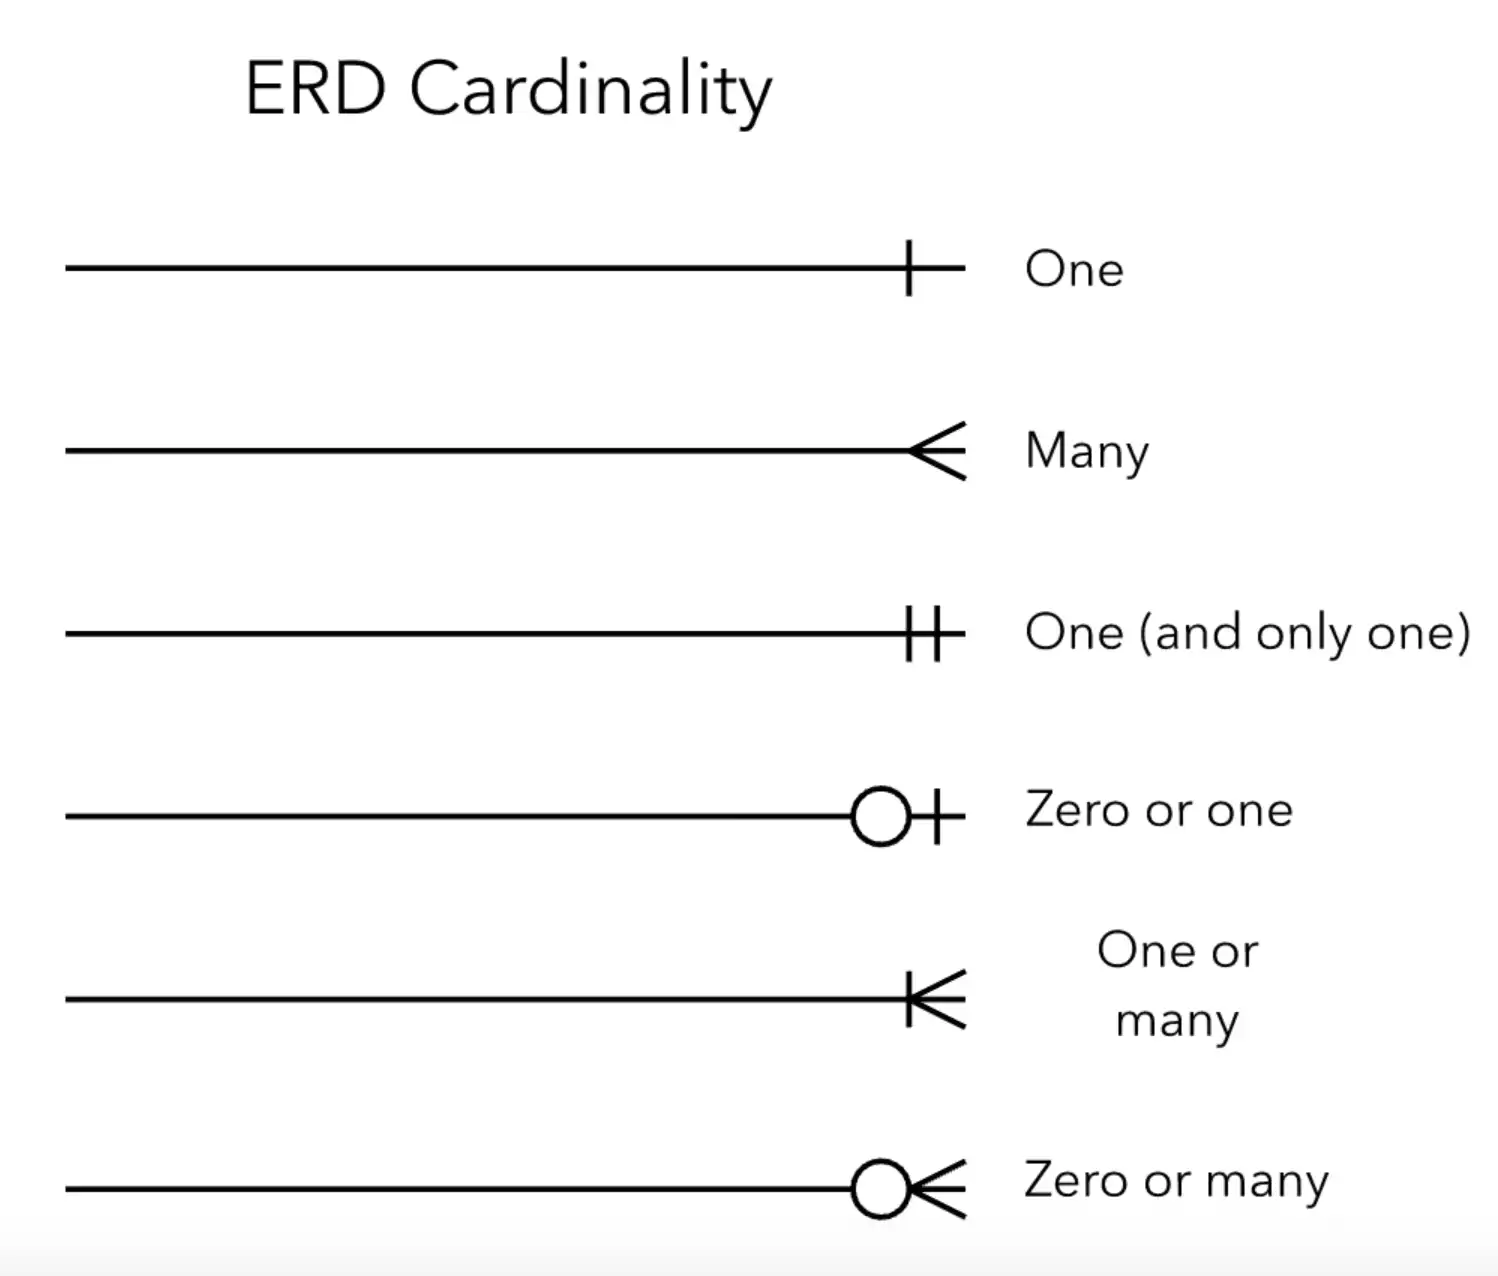 ERD Cardinality
One
Many
One (and only one)
Zero or one
One or
many
Zero or many